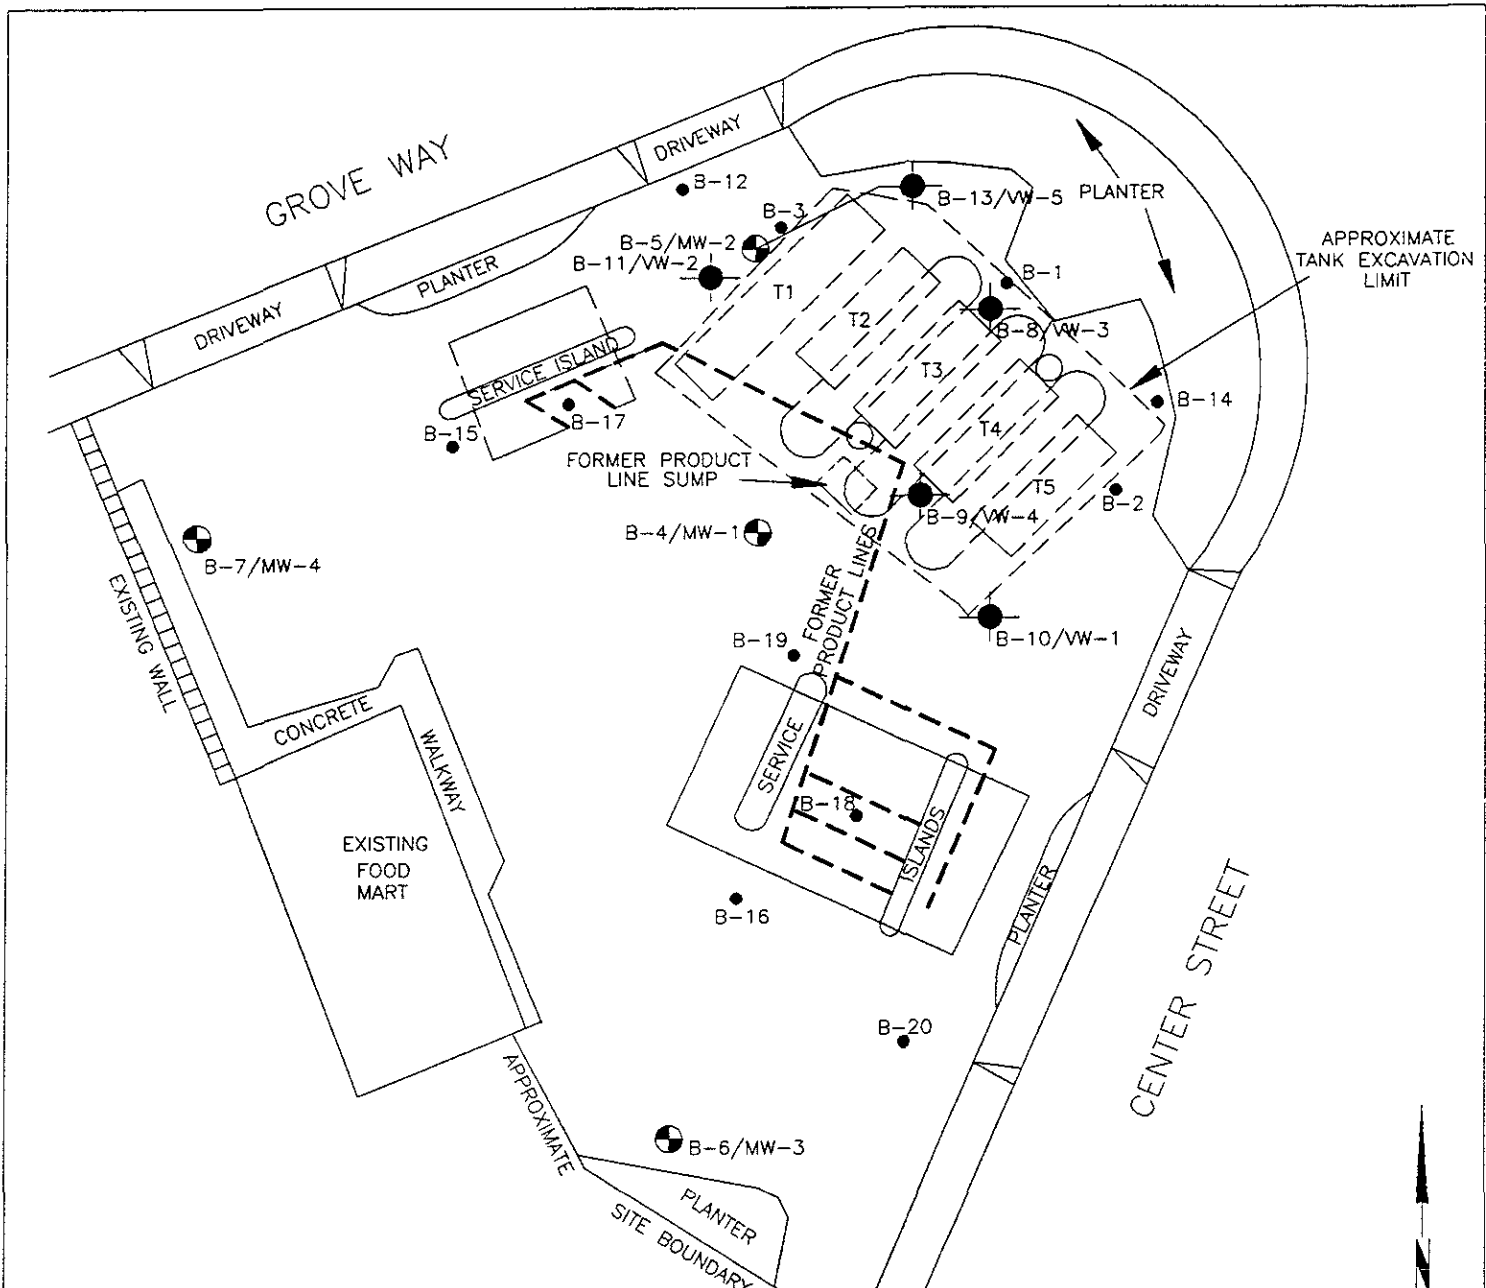 GROVE WAY
DRIVEWAY
B-12
B-3
B-13/VW-5
PLANTER
B-5/MW-2
B-11/VW-2
APPROXIMATE
TANK EXCAVATION
LIMIT
PLANTER
B-1
T1
T2
B-8/VW-3
DRIVEWAY
SERVICE ISLAND
T3
B-14
B-17
B-15
T4
FORMER PRODUCT
LINE SUMP
T5
B-2
B-9/VW-4
B-4/MW-1
B-7/MW-4
FORMER
PRODUCT LINES
EXISTING WALL
B-19
B-10/VW-1
DRIVEWAY
CONCRETE
WALKWAY
SERVICE
B-18
ISLANDS
EXISTING
FOOD
MART
B-16
PLANTER
CENTER STREET
B-20
APPROXIMATE
B-6/MW-3
PLANTER
SITE BOUNDARY
N